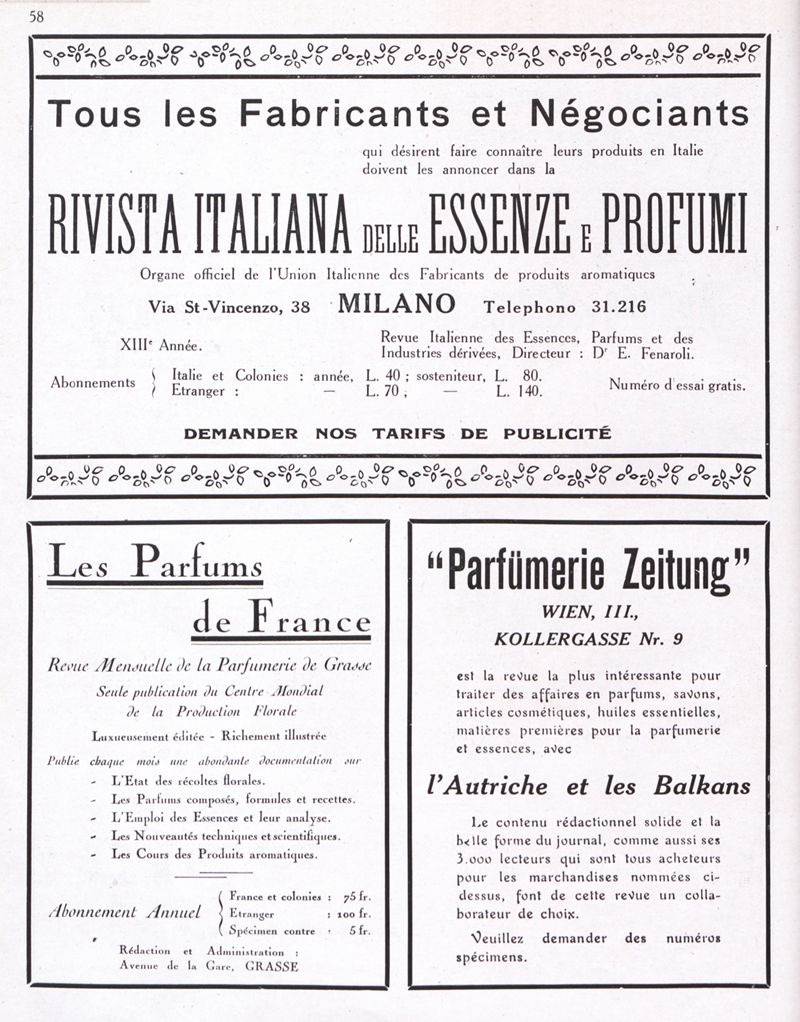 58
Tous les Fabricants et Négociants
qui désirent faire connaître leurs produits en Italie
doivent les annoncer dans la
RIVISTA ITALIANA DELLE ESSENZE E PROFUMI
Organe officiel de l'Union Italienne des Fabricants de produits aromatiques
Via St-Vincenzo, 38 MILANO Telephono 31.216
XIIIe Année.
Revue Italienne des Essences, Parfums et des
Industries dérivées, Directeur : Dr E. Fenaroli.
Abonnements
Italie et Colonies : année, L. 40 ; sosteniteur, L. 80.
Etranger : — L. 70 ; — L. 140.
Numéro d'essai gratis.
DEMANDER NOS TARIFS DE PUBLICITÉ
Les Parfums
de France
Revue Mensuelle de la Parfumerie de Grasse
Seule publication du Centre Mondial
de la Production Florale
Luxueusement éditée - Richement illustrée
Publie chaque mois une abondante documentation sur
- L'Etat des récoltes florales.
- Les Parfums composés, formules et recettes.
- L'Emploi des Essences et leur analyse.
- Les Nouveautés techniques et scientifiques.
- Les Cours des Produits aromatiques.
Abonnement Annuel
France et colonies : 75 fr.
Etranger : 100 fr.
Spécimen contre : 5 fr.
Rédaction et Administration :
Avenue de la Gare, GRASSE
"Parfümerie Zeitung"
WIEN, III.,
KOLLERGASSE Nr. 9
est la revue la plus intéressante pour
traiter des affaires en parfums, savons,
articles cosmétiques, huiles essentielles,
matières premières pour la parfumerie
et essences, avec
l'Autriche et les Balkans
Le contenu rédactionnel solide et la
belle forme du journal, comme aussi ses
3.000 lecteurs qui sont tous acheteurs
pour les marchandises nommées ci-
dessus, font de cette revue un colla-
borateur de choix.
Veuillez demander des numéros
spécimens.